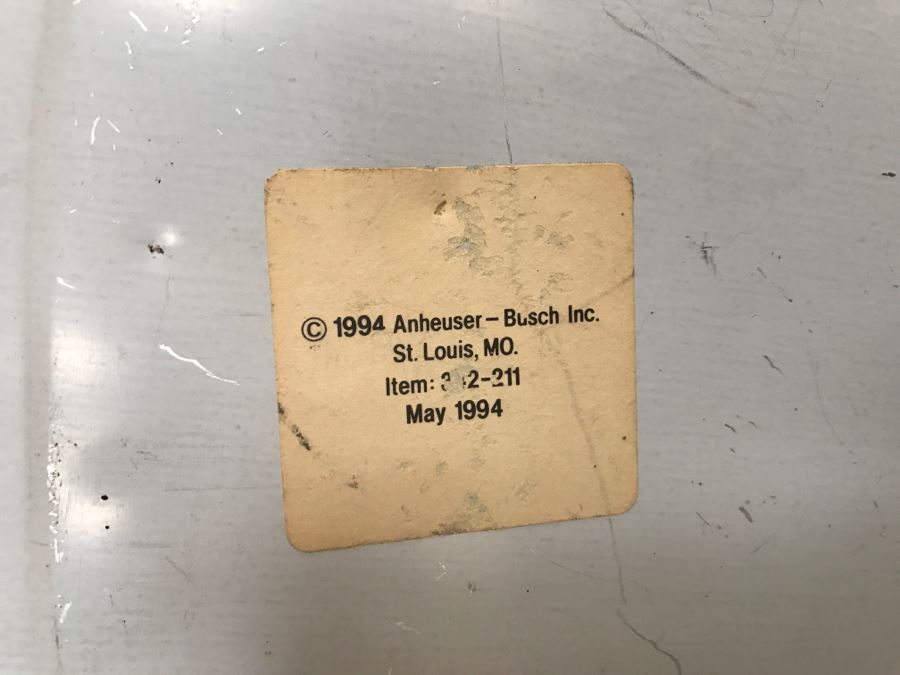 © 1994 Anheuser-Busch Inc.
St. Louis, MO.
Item:
May 1994